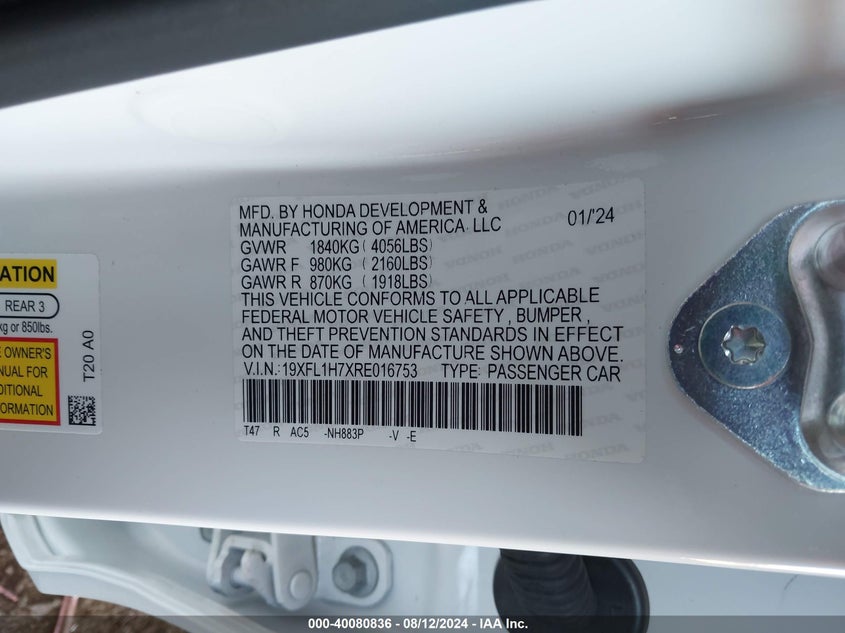 MFD. BY HONDA DEVELOPMENT &
MANUFACTURING OF AMERICA. LLC 01/'24
GVWR 1840KG (4056LBS)
GAWR F 980KG (2160LBS)
GAWR R 870KG (1918LBS)
THIS VEHICLE CONFORMS TO ALL APPLICABLE
FEDERAL MOTOR VEHICLE SAFETY , BUMPER ,
AND THEFT PREVENTION STANDARDS IN EFFECT
ON THE DATE OF MANUFACTURE SHOWN ABOVE.
V.I.N.: 19XFL1H7XRE016753 TYPE: PASSENGER CAR
T47 R AC5 -NH883P -V -E
ATION
REAR 3
kg or 850lbs.
OWNER'S
MANUAL FOR
INFORMATION
T20 A0
000-40080836 - 08/12/2024 - IAA Inc.